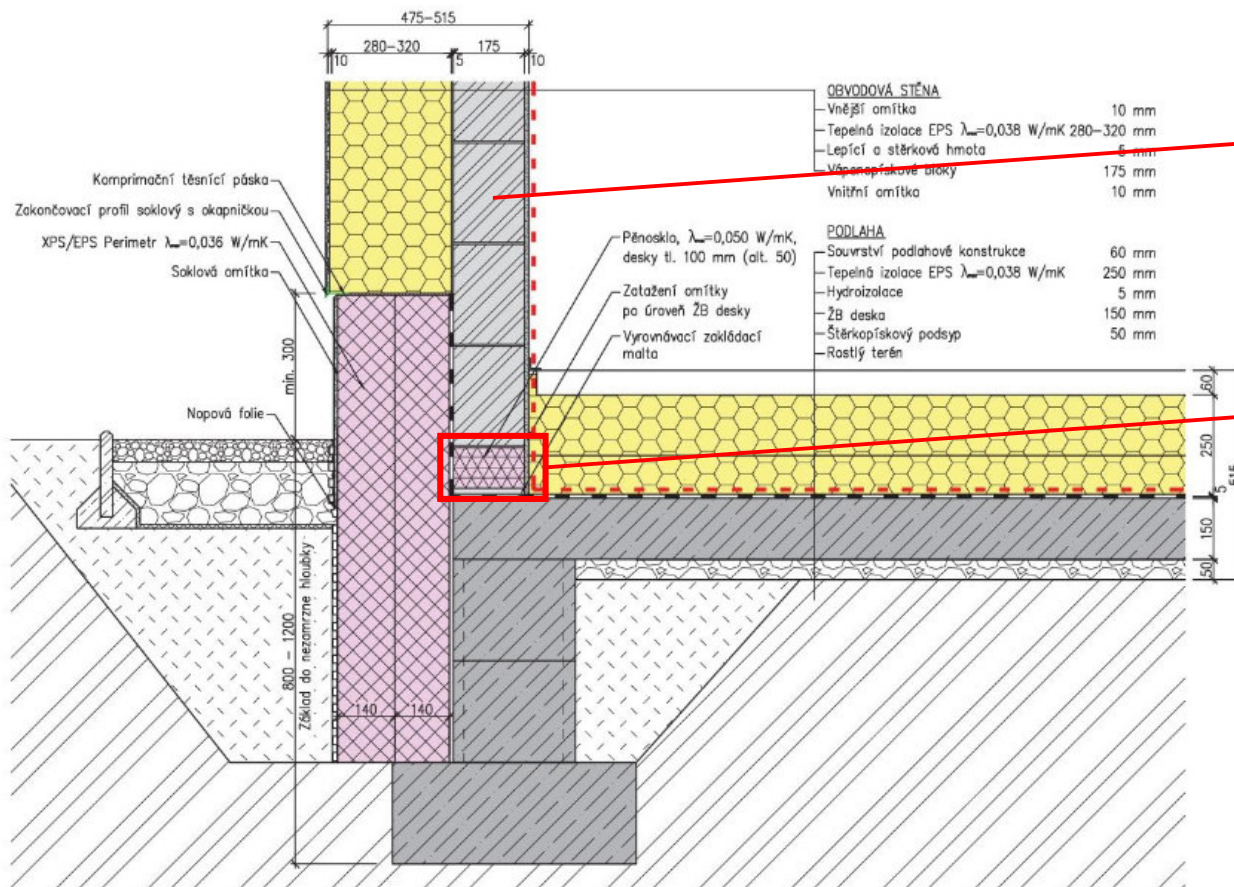 475–515
280–320
175
10
5
10
OBVODOVÁ STĚNA
Vnější omítka 10 mm
Tepelná izolace EPS λ =0,038 W/mK 280–320 mm
Lepící a stěrková hmota 5 mm
Vápenopískové bloky 175 mm
Vnitřní omítka 10 mm
Komprimační těsnící páska
Zakončovací profil soklový s okapničkou
XPS/EPS Perimetr λ =0,036 W/mK
Soklová omítka
Nopová folie
Pěnosklo, λ =0,050 W/mK,
desky tl. 100 mm (alt. 50)
Zatažení omítky
po úroveň ŽB desky
Vyrovnávací zakládací
malta
PODLAHA
Souvrství podlahové konstrukce 60 mm
Tepelná izolace EPS λ =0,038 W/mK 250 mm
Hydroizolace 5 mm
ŽB deska 150 mm
Štěrkopískový podsyp 50 mm
Rostlý terén
min. 300
800 – 1200
Základ do nezamrzne hloubky
140
140
60
250
5
150
50
515